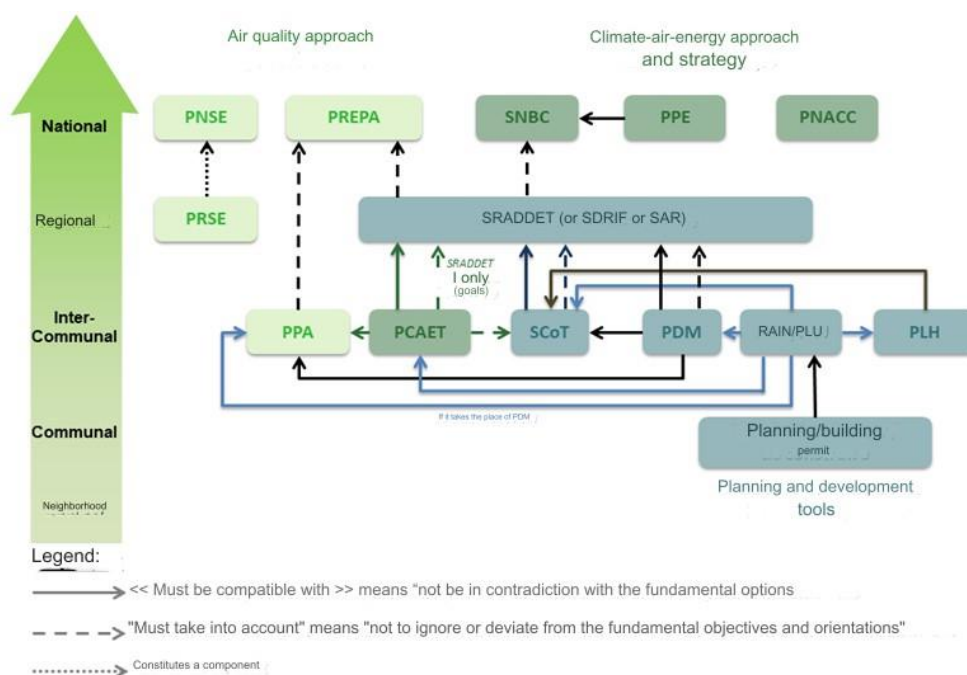 Air quality approach
Climate-air-energy approach
and strategy
National
PNSE
PREPA
SNBC
PPE
PNACC
Regional
PRSE
SRADDET (or SDRIF or SAR)
SRADDET
I only
(goals)
Inter-
Communal
PPA
PCAET
SCoT
PDM
RAIN/PLU
PLH
If it takes the place of PDM
Communal
Planning/building
permit
Planning and development
tools
Neighborhood
Legend:
<< Must be compatible with >> means "not be in contradiction with the fundamental options
"Must take into account" means "not to ignore or deviate from the fundamental objectives and orientations"
Constitutes a component